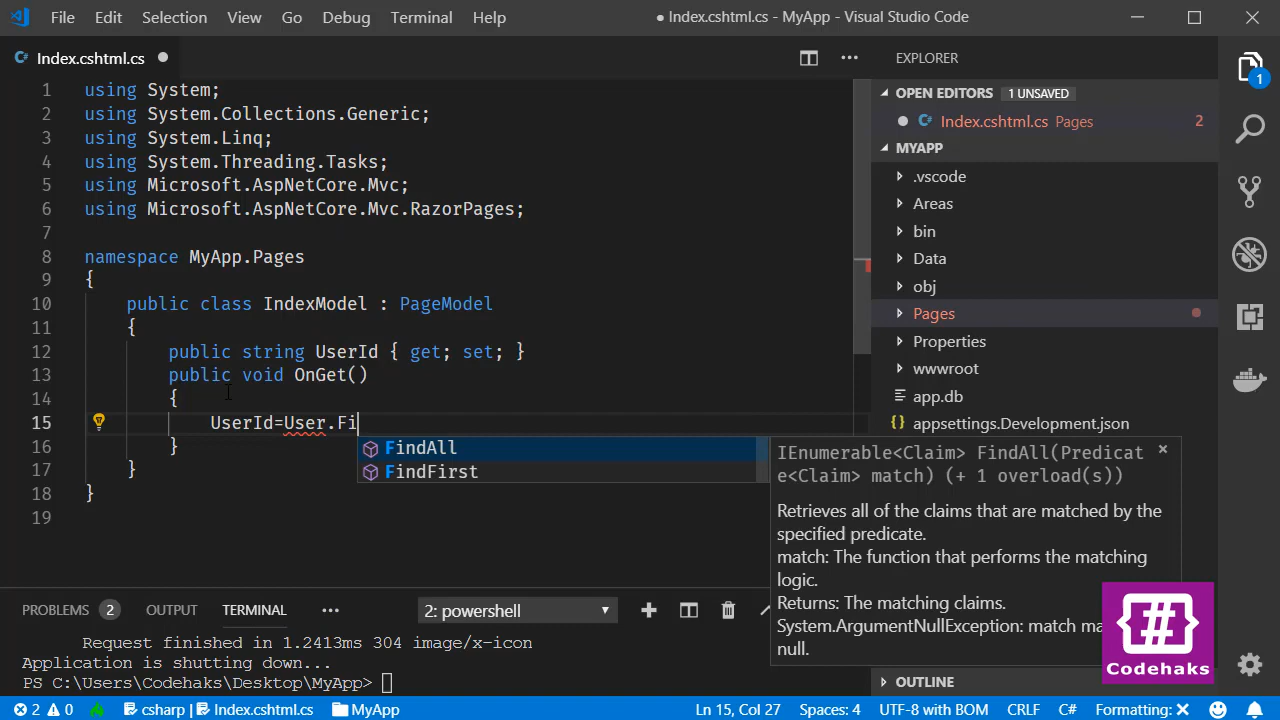 File Edit Selection View Go Debug Terminal Help ● Index.cshtml.cs - MyApp - Visual Studio Code
Index.cshtml.cs
1 using System;
2 using System.Collections.Generic;
3 using System.Linq;
4 using System.Threading.Tasks;
5 using Microsoft.AspNetCore.Mvc;
6 using Microsoft.AspNetCore.Mvc.RazorPages;
7
8 namespace MyApp.Pages
9 {
10 public class IndexModel : PageModel
11 {
12 public string UserId { get; set; }
13 public void OnGet()
14 {
15 UserId=User.Fi
16 }
17 }
18 }
19
FindAll
FindFirst
IEnumerable<Claim> FindAll(Predicat
e<Claim> match) (+ 1 overload(s))
Retrieves all of the claims that are matched by the
specified predicate.
match: The function that performs the matching
logic.
Returns: The matching claims.
System.ArgumentNullException: match ma
null.
EXPLORER
OPEN EDITORS 1 UNSAVED
Index.cshtml.cs Pages 2
MYAPP
.vscode
Areas
bin
Data
obj
Pages
Properties
wwwroot
app.db
{} appsettings.Development.json
OUTLINE
1
PROBLEMS 2 OUTPUT TERMINAL ••• 2: powershell
Request finished in 1.2413ms 304 image/x-icon
Application is shutting down...
PS C:\Users\Codehaks\Desktop\MyApp>
{#}
Codehaks
2 0 csharp | Index.cshtml.cs MyApp Ln 15, Col 27 Spaces: 4 UTF-8 with BOM CRLF C# Formatting: ✕